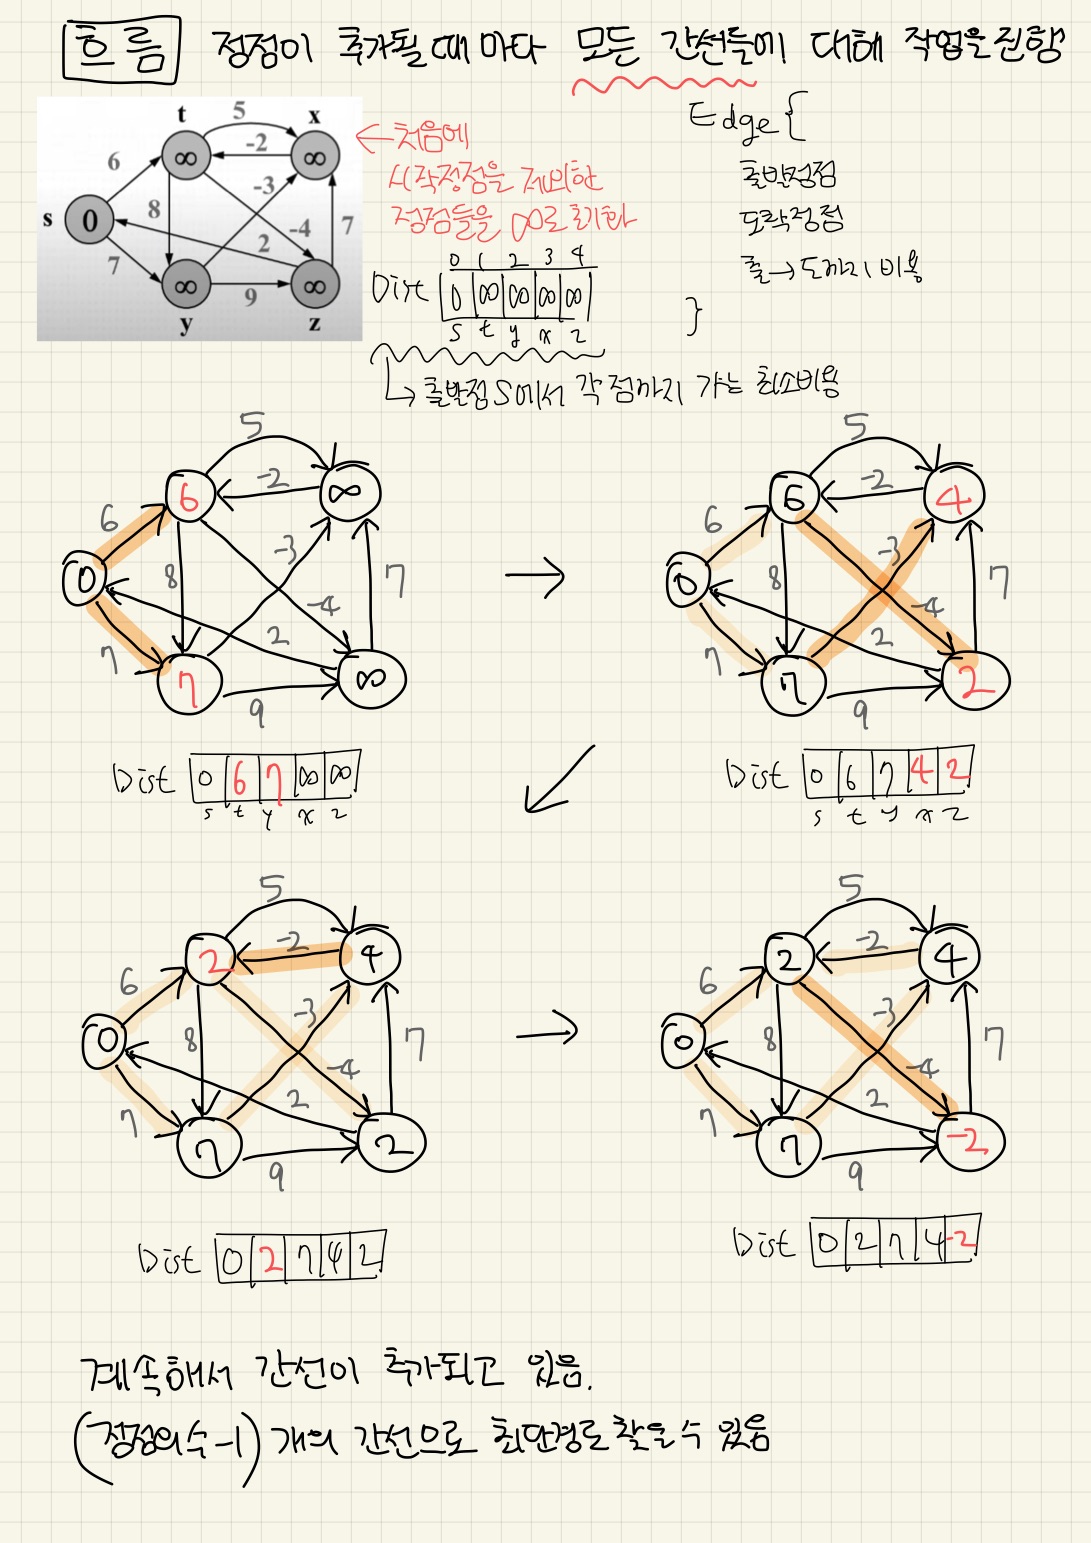 흐름 정점이 추가될때마다 모든 간선들에 대해 작업을진행
t 5 x
∞ -2 ∞
6 -3
s 0 8 -4 7
2
7 ∞ 9 ∞
y z
←처음에
시작정점을 제외한
정점들을 ∞로 초기화
Edge{
출발정점
도착정점
출→도까지 비용
}
0 1 2 3 4
Dist 0 ∞ ∞ ∞ ∞
s t y x z
↳ 출발점S에서 각 점까지 가는 최소비용
5
6 -2 ∞
6 -3
0 8 7
-4
2
7 7 9 ∞
Dist 0 6 7 ∞ ∞
s t y x z
→
5
6 -2 4
6 -3
0 8 7
-4
2
7 7 9 2
Dist 0 6 7 4 2
s t y x z
5
2 -2 4
6 -3
0 8 7
-4
2
7 7 9 2
Dist 0 2 7 4 2
→
5
2 -2 4
6 -3
0 8 7
-4
2
7 7 9 -2
Dist 0 2 7 4 -2
계속해서 간선이 추가되고 있음.
(정점의수-1)개의 간선으로 최단경로 찾을수 있음